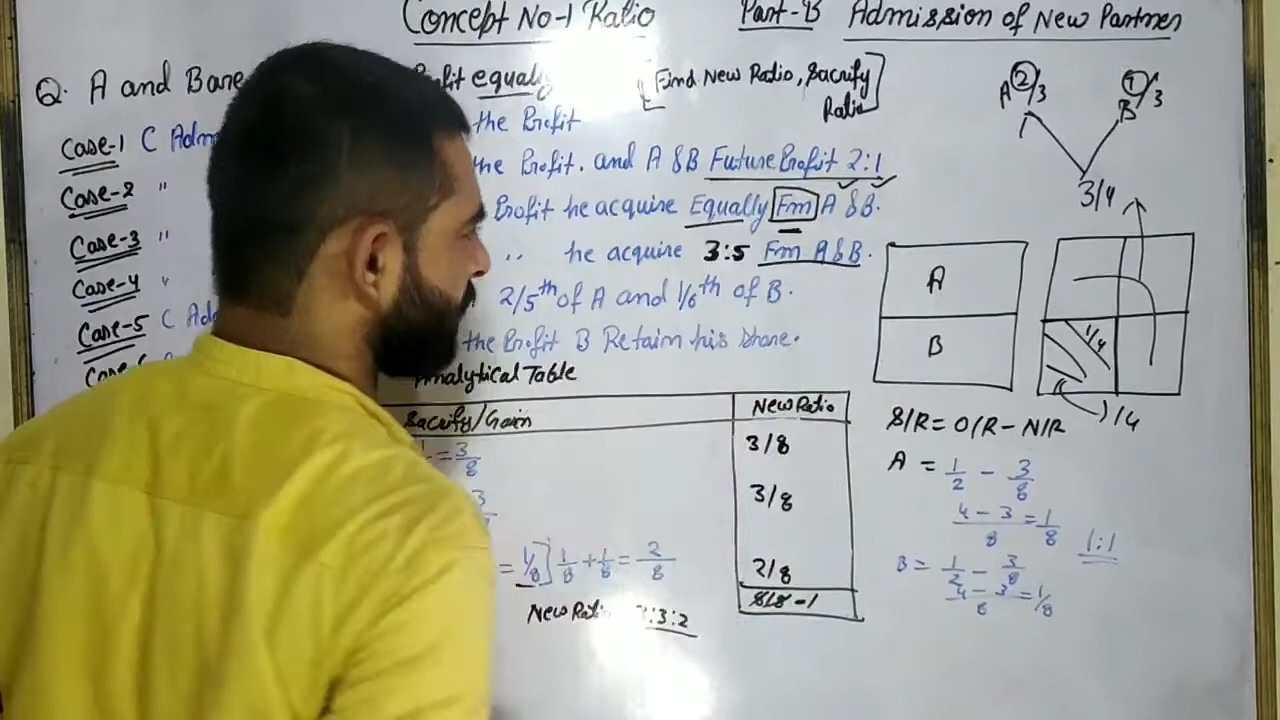 Concept No-1 Ratio Part-B Admission of New Partner
Q. A and B are equally [Find New Ratio, Sacrify Ratio]
Case-1 C the Profit
Case-2 " the Profit. and A & B Future Profit 2:1
Case-3 " Profit he acquire Equally Fm A & B.
Case-4 " " he acquire 3:5 Fm A & B.
Case-5 C 2/5th of A and 1/6th of B.
the Profit B Retain his share.
Analytical Table
Sacrify/Gain New Ratio
= 3/8 3/8
3/8
= 1/8] 1/8 + 1/8 = 2/8 2/8
8/8 - 1
New Ratio 3:2
A 2/3 B 1/3
3/4
A
B
1/4
1/4
S/R = O/R - N/R
A = 1/2 - 3/8
4 - 3/8 = 1/8
1:1
B = 1/2 - 3/8
4 - 3/8 = 1/8